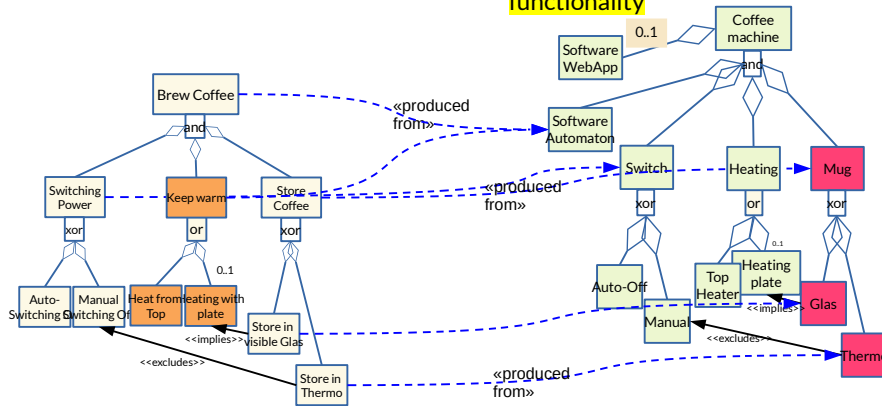 functionality
Coffee
machine
0..1
Software
WebApp
and
Brew Coffee
and
«produced
from»
Software
Automaton
Switching
Power
Keep warm
Store
Coffee
«produced
from»
Switch
Heating
Mug
xor
or
xor
xor
or
xor
0..1
0..1
Auto-
Switching
Manual
Switching Of
Heat from
Top
Heating with
plate
Store in
visible Glas
<<implies>>
<<excludes>>
Store in
Thermo
«produced
from»
Auto-Off
Manual
Top
Heater
Heating
plate
<<implies>>
Glas
<<excludes>>
Thermo